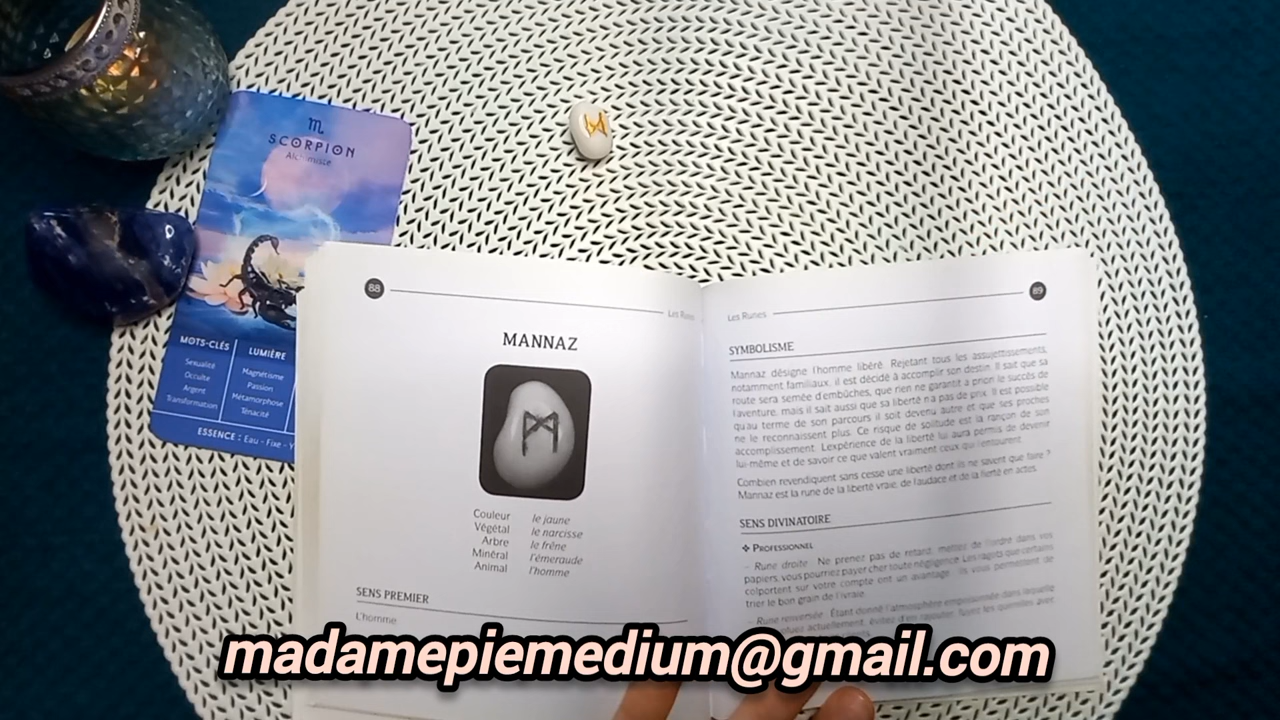 ♏
SCORPION
Alchimiste
MOTS-CLÉS
Sexualité
Occulte
Argent
Transformation
LUMIÈRE
Magnétisme
Passion
Métamorphose
Ténacité
ESSENCE : Eau - Fixe - Y
88
Les Runes
MANNAZ
Couleur le jaune
Végétal le narcisse
Arbre le frêne
Minéral l'émeraude
Animal l'homme
SENS PREMIER
L'homme
Les Runes
89
SYMBOLISME
Mannaz désigne l'homme libéré. Rejetant tous les assujettissements,
notamment familiaux, il est décidé à accomplir son destin. Il sait que sa
route sera semée d'embûches, que rien ne garantit a priori le succès de
l'aventure, mais il sait aussi que sa liberté n'a pas de prix. Il est possible
qu'au terme de son parcours il soit devenu autre et que ses proches
ne le reconnaissent plus. Ce risque de solitude est la rançon de son
accomplissement. L'expérience de la liberté lui aura permis de devenir
lui-même et de savoir ce que valent vraiment ceux qui l'entourent.
Combien revendiquent sans cesse une liberté dont ils ne savent que faire ?
Mannaz est la rune de la liberté vraie, de l'audace et de la fierté en actes.
SENS DIVINATOIRE
❖ PROFESSIONNEL
– Rune droite : Ne prenez pas de retard, mettez de l'ordre dans vos
papiers, vous pourriez payer cher toute négligence. Les ragots que certains
colportent sur votre compte ont un avantage : ils vous permettent de
trier le bon grain de l'ivraie.
– Rune renversée : Étant donné l'atmosphère empoisonnée dans laquelle
actuellement, évitez d'en rajouter, fuyez les querelles avec
madamepiemedium@gmail.com